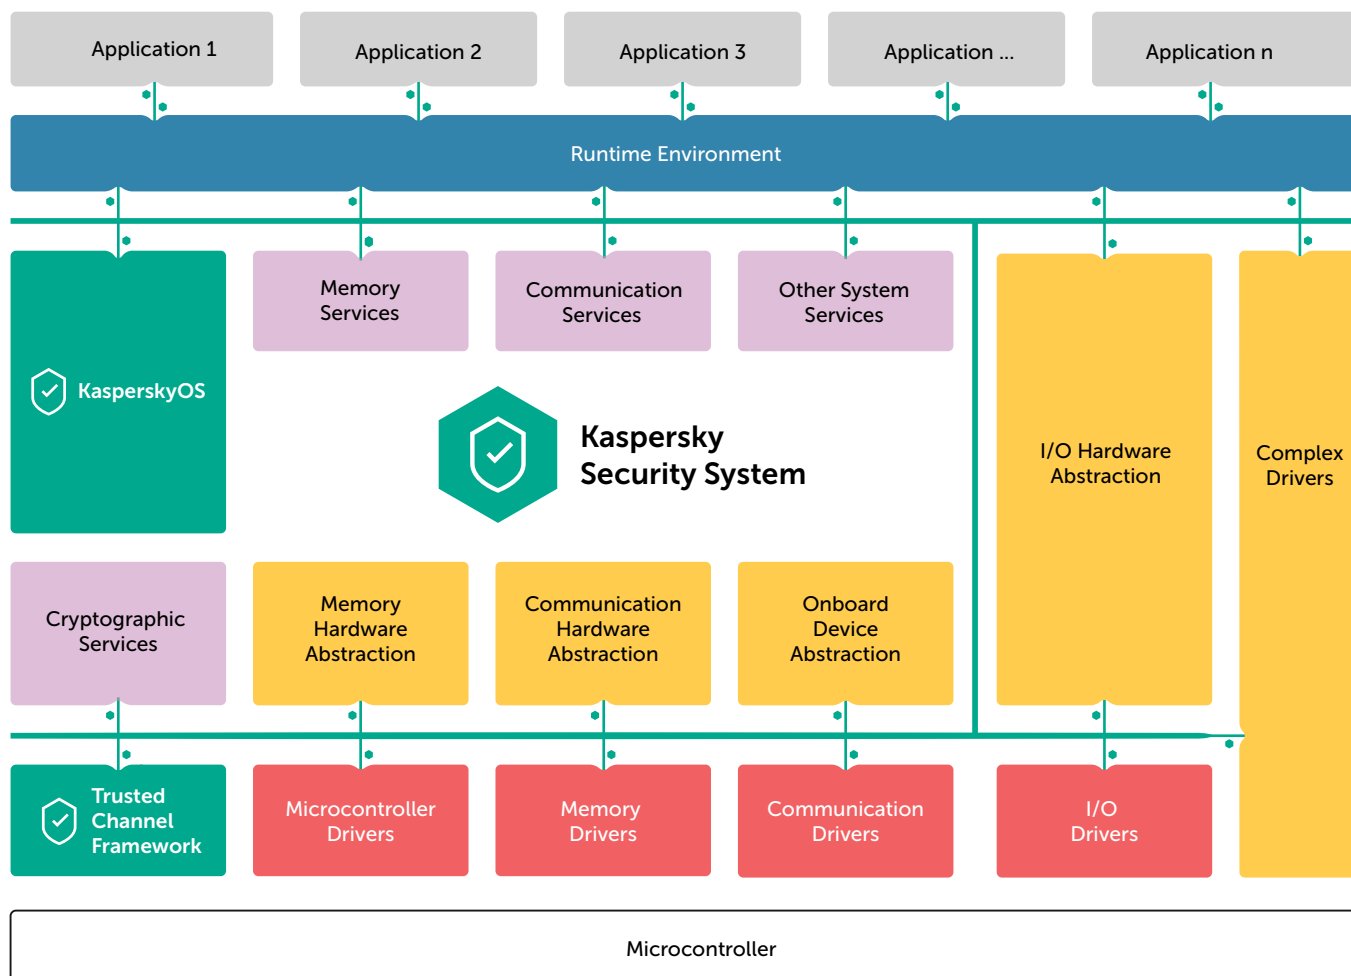 Application 1
Application 2
Application 3
Application ...
Application n
Runtime Environment
KasperskyOS
Memory
Services
Communication
Services
Other System
Services
I/O Hardware
Abstraction
Complex
Drivers
Kaspersky
Security System
Cryptographic
Services
Memory
Hardware
Abstraction
Communication
Hardware
Abstraction
Onboard
Device
Abstraction
Trusted
Channel
Framework
Microcontroller
Drivers
Memory
Drivers
Communication
Drivers
I/O
Drivers
Microcontroller